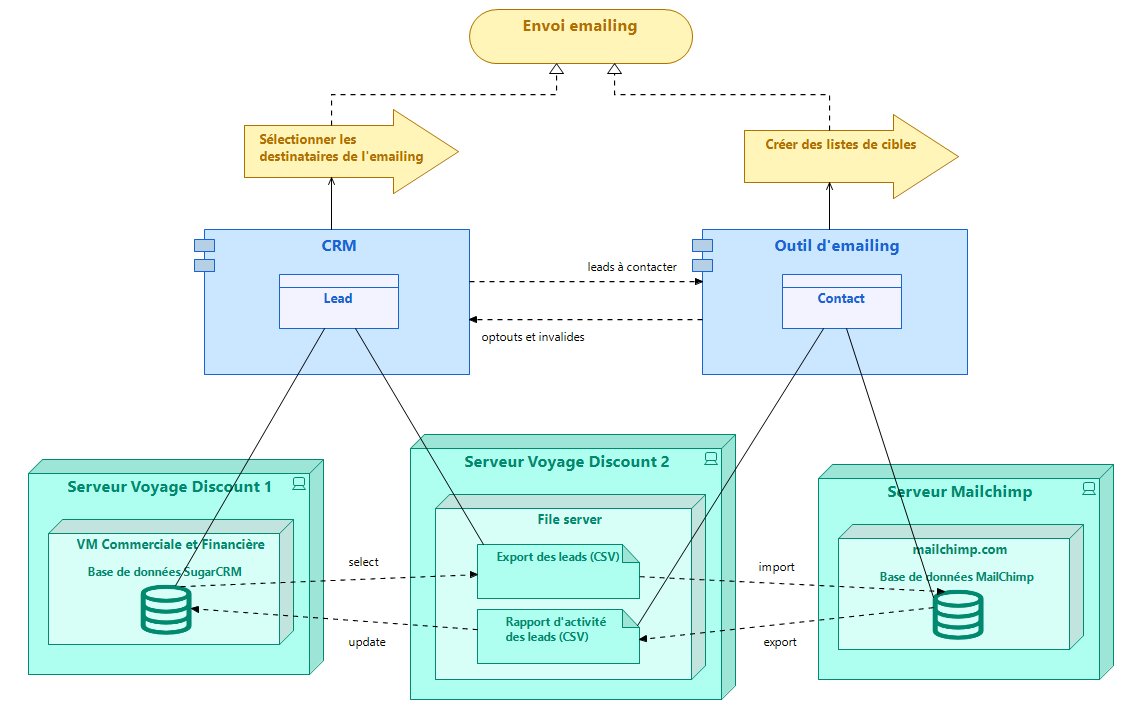 Envoi emailing
Sélectionner les
destinataires de l'emailing
Créer des listes de cibles
CRM
Outil d'emailing
leads à contacter
Lead
Contact
optouts et invalides
Serveur Voyage Discount 1
Serveur Voyage Discount 2
Serveur Mailchimp
File server
VM Commerciale et Financière
mailchimp.com
Export des leads (CSV)
select
import
Base de données SugarCRM
Base de données MailChimp
Rapport d'activité
des leads (CSV)
update
export